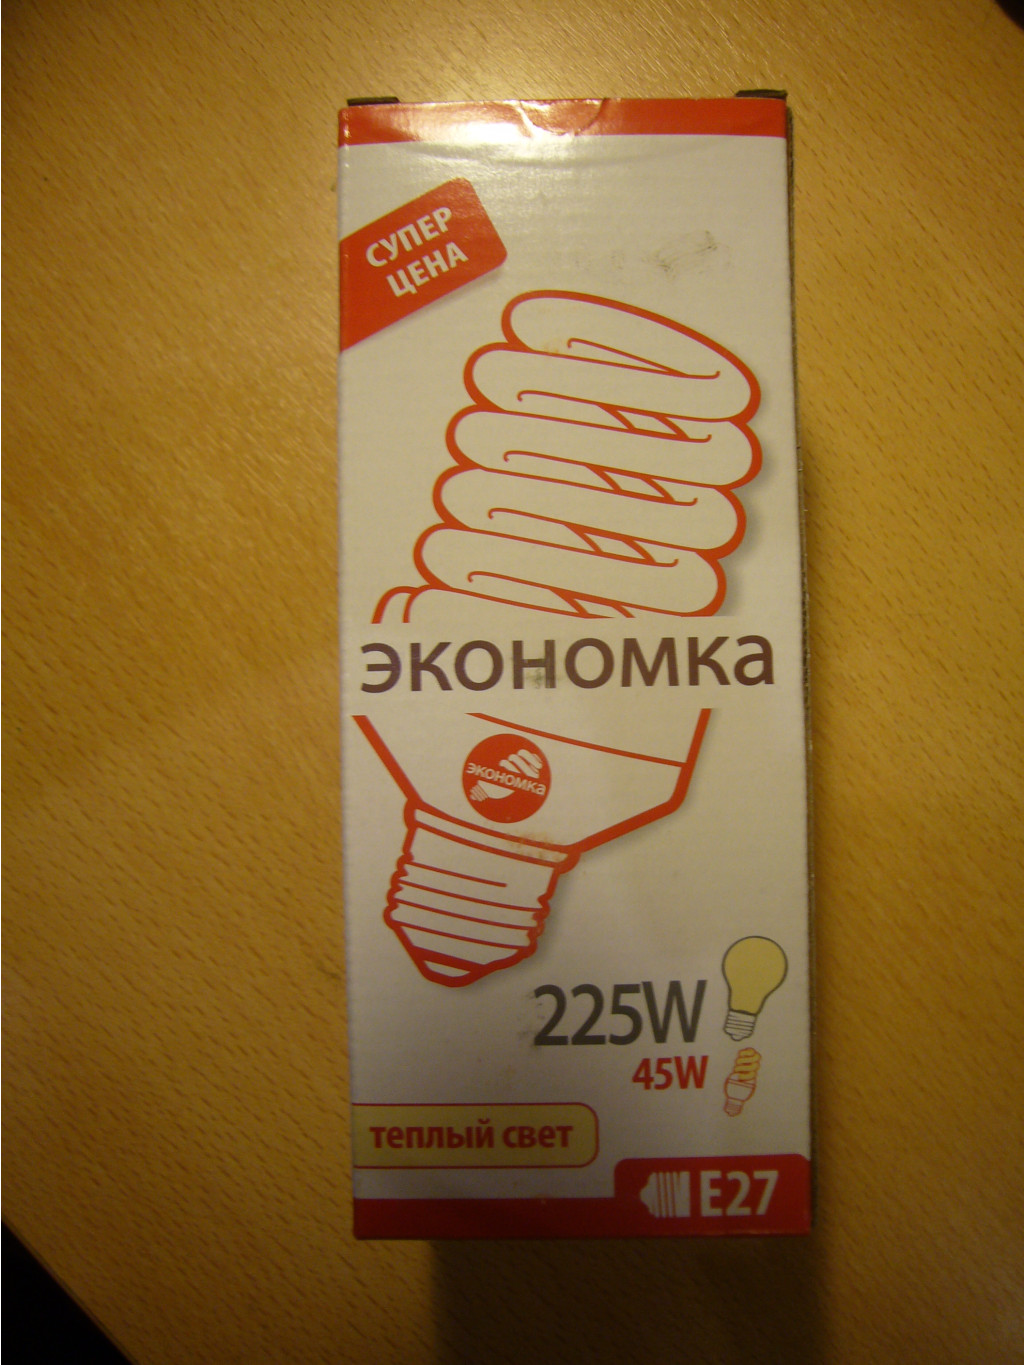 СУПЕР
ЦЕНА
экономка
экономка
225W
45W
теплый свет
E27